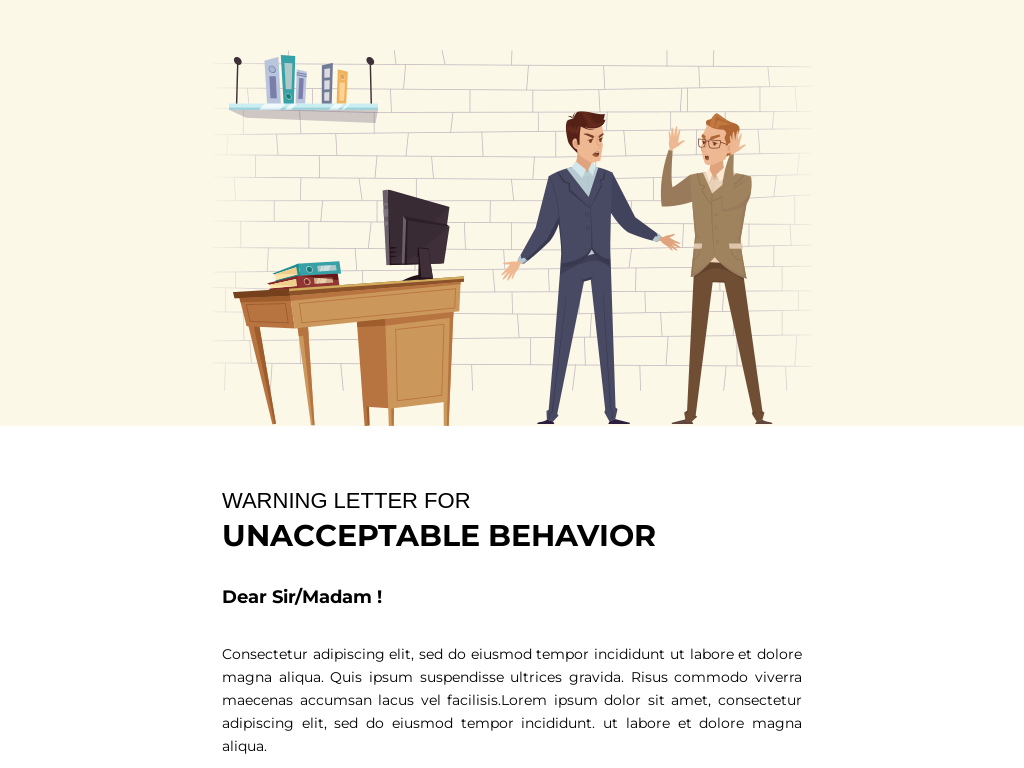 WARNING LETTER FOR
UNACCEPTABLE BEHAVIOR
Dear Sir/Madam !
Consectetur adipiscing elit, sed do eiusmod tempor incididunt ut labore et dolore
magna aliqua. Quis ipsum suspendisse ultrices gravida. Risus commodo viverra
maecenas accumsan lacus vel facilisis.Lorem ipsum dolor sit amet, consectetur
adipiscing elit, sed do eiusmod tempor incididunt. ut labore et dolore magna
aliqua.